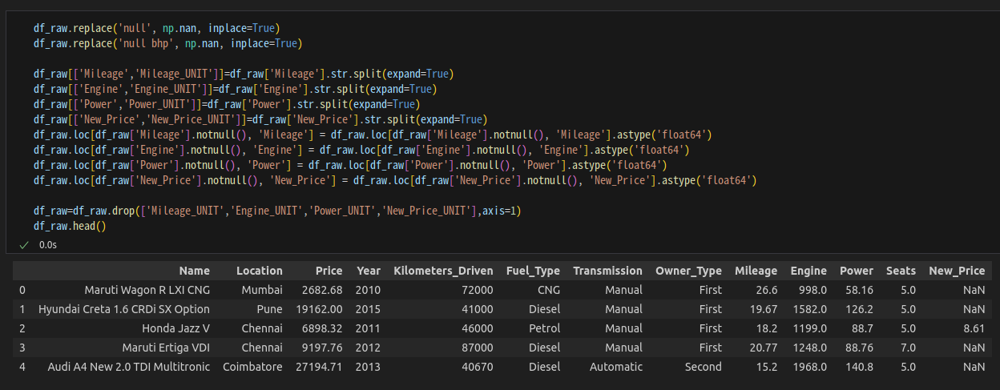 df_raw.replace('null', np.nan, inplace=True)
df_raw.replace('null bhp', np.nan, inplace=True)
df_raw[['Mileage','Mileage_UNIT']]=df_raw['Mileage'].str.split(expand=True)
df_raw[['Engine','Engine_UNIT']]=df_raw['Engine'].str.split(expand=True)
df_raw[['Power','Power_UNIT']]=df_raw['Power'].str.split(expand=True)
df_raw[['New_Price','New_Price_UNIT']]=df_raw['New_Price'].str.split(expand=True)
df_raw.loc[df_raw['Mileage'].notnull(), 'Mileage'] = df_raw.loc[df_raw['Mileage'].notnull(), 'Mileage'].astype('float64')
df_raw.loc[df_raw['Engine'].notnull(), 'Engine'] = df_raw.loc[df_raw['Engine'].notnull(), 'Engine'].astype('float64')
df_raw.loc[df_raw['Power'].notnull(), 'Power'] = df_raw.loc[df_raw['Power'].notnull(), 'Power'].astype('float64')
df_raw.loc[df_raw['New_Price'].notnull(), 'New_Price'] = df_raw.loc[df_raw['New_Price'].notnull(), 'New_Price'].astype('float64')
df_raw=df_raw.drop(['Mileage_UNIT','Engine_UNIT','Power_UNIT','New_Price_UNIT'],axis=1)
df_raw.head()
0.0s
Name Location Price Year Kilometers_Driven Fuel_Type Transmission Owner_Type Mileage Engine Power Seats New_Price
0 Maruti Wagon R LXI CNG Mumbai 2682.68 2010 72000 CNG Manual First 26.6 998.0 58.16 5.0 NaN
1 Hyundai Creta 1.6 CRDi SX Option Pune 19162.00 2015 41000 Diesel Manual First 19.67 1582.0 126.2 5.0 NaN
2 Honda Jazz V Chennai 6898.32 2011 46000 Petrol Manual First 18.2 1199.0 88.7 5.0 8.61
3 Maruti Ertiga VDI Chennai 9197.76 2012 87000 Diesel Manual First 20.77 1248.0 88.76 7.0 NaN
4 Audi A4 New 2.0 TDI Multitronic Coimbatore 27194.71 2013 40670 Diesel Automatic Second 15.2 1968.0 140.8 5.0 NaN